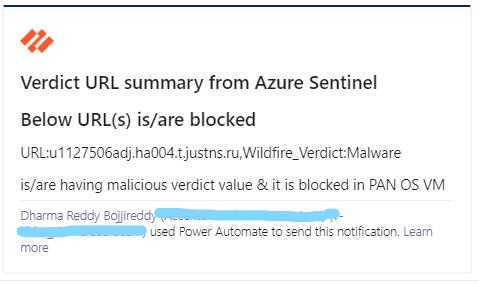 Verdict URL summary from Azure Sentinel
Below URL(s) is/are blocked
URL:u1127506adj.ha004.t.justns.ru,Wildfire_Verdict:Malware
is/are having malicious verdict value & it is blocked in PAN OS VM
Dharma Reddy Bojjireddy
used Power Automate to send this notification. Learn
more